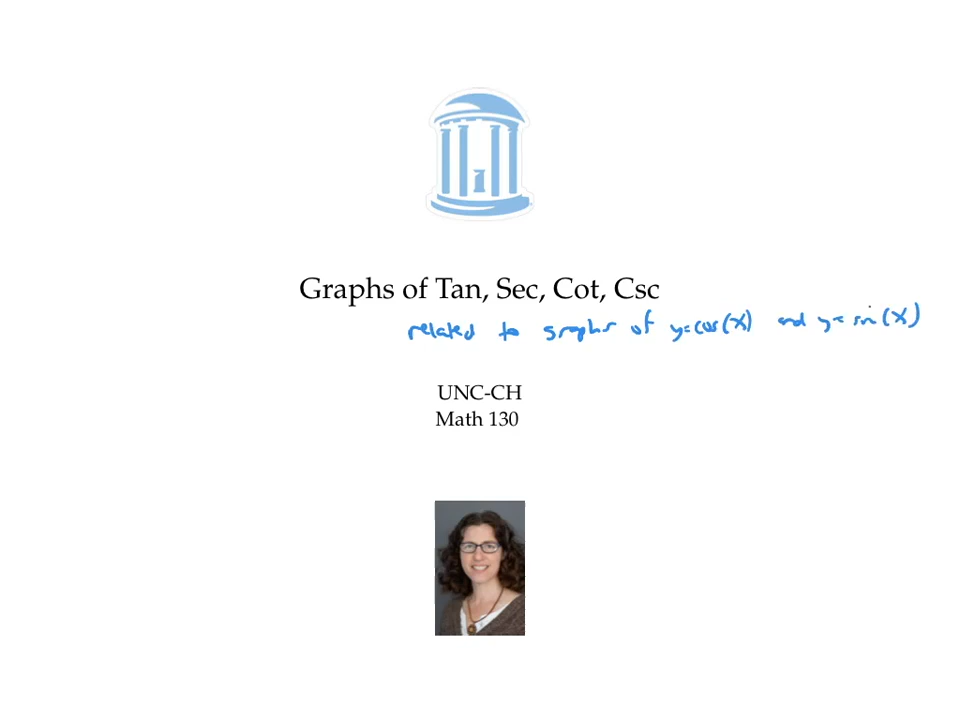 Graphs of Tan, Sec, Cot, Csc
related to graphs of y=cos(x) and y=sin(x)
UNC-CH
Math 130